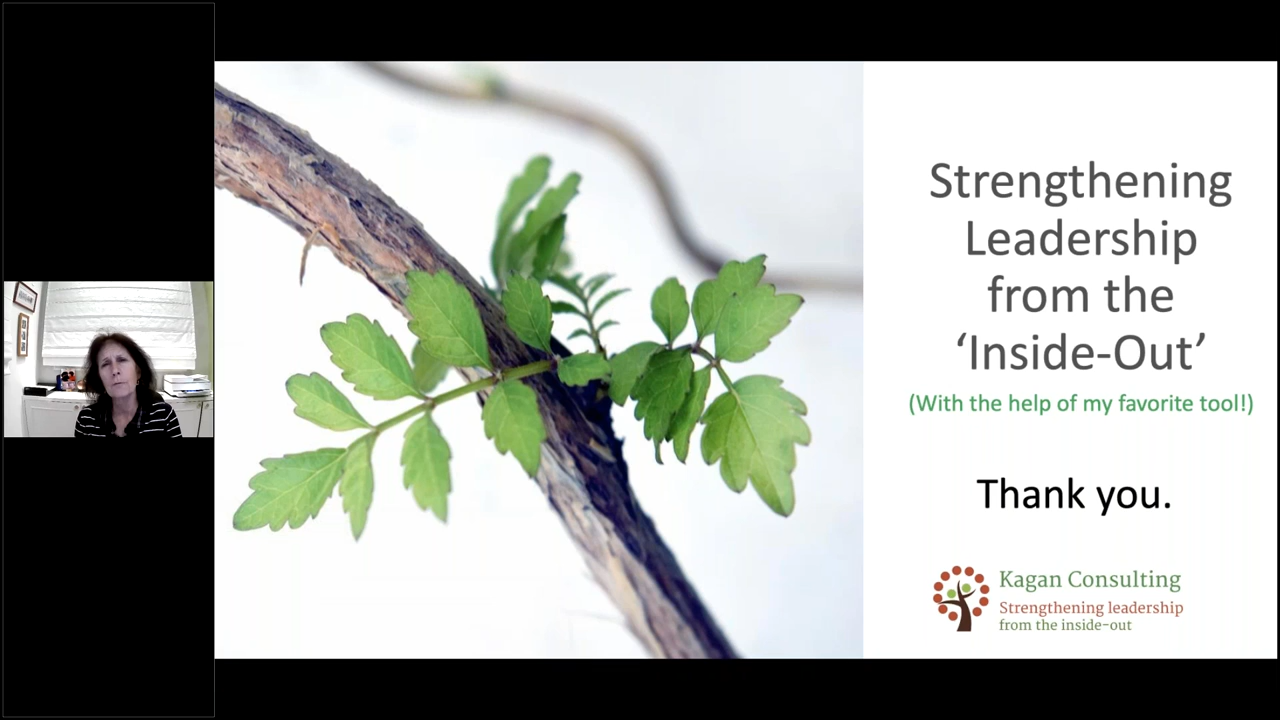 Strengthening
Leadership
from the
‘Inside-Out’
(With the help of my favorite tool!)
Thank you.
Kagan Consulting
Strengthening leadership
from the inside-out